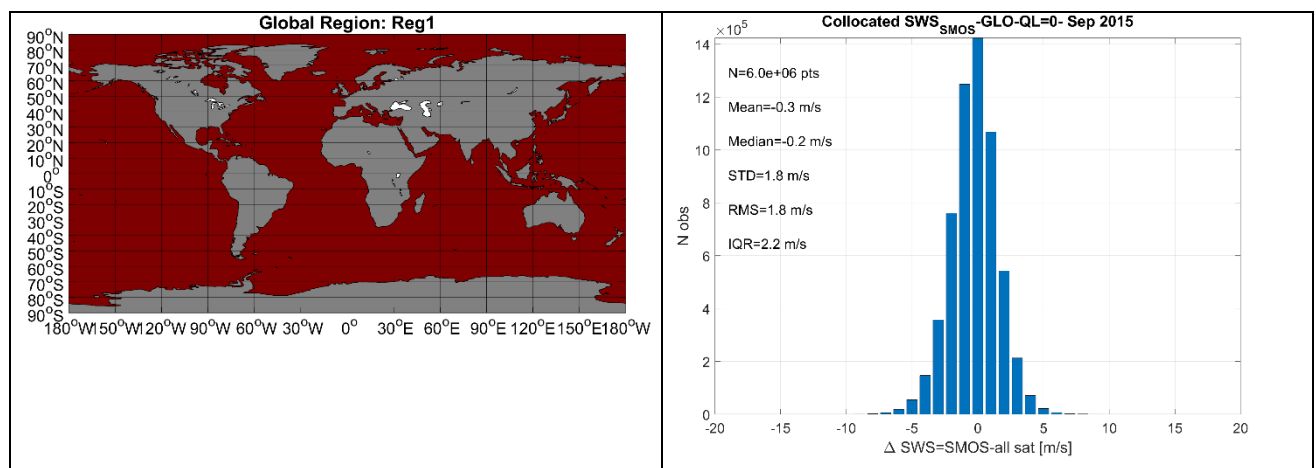 Global Region: Reg1
90°N
80°N
70°N
60°N
50°N
40°N
30°N
20°N
10°N
0°
10°S
20°S
30°S
40°S
50°S
60°S
70°S
80°S
90°S
180°W150°W120°W 90°W 60°W 30°W 0° 30°E 60°E 90°E 120°E150°E180°W
Collocated SWS_SMOS-GLO-QL=0- Sep 2015
×10^5
14
12
10
8
6
4
2
0
N obs
N=6.0e+06 pts
Mean=-0.3 m/s
Median=-0.2 m/s
STD=1.8 m/s
RMS=1.8 m/s
IQR=2.2 m/s
-20 -15 -10 -5 0 5 10 15 20
Δ SWS=SMOS-all sat [m/s]